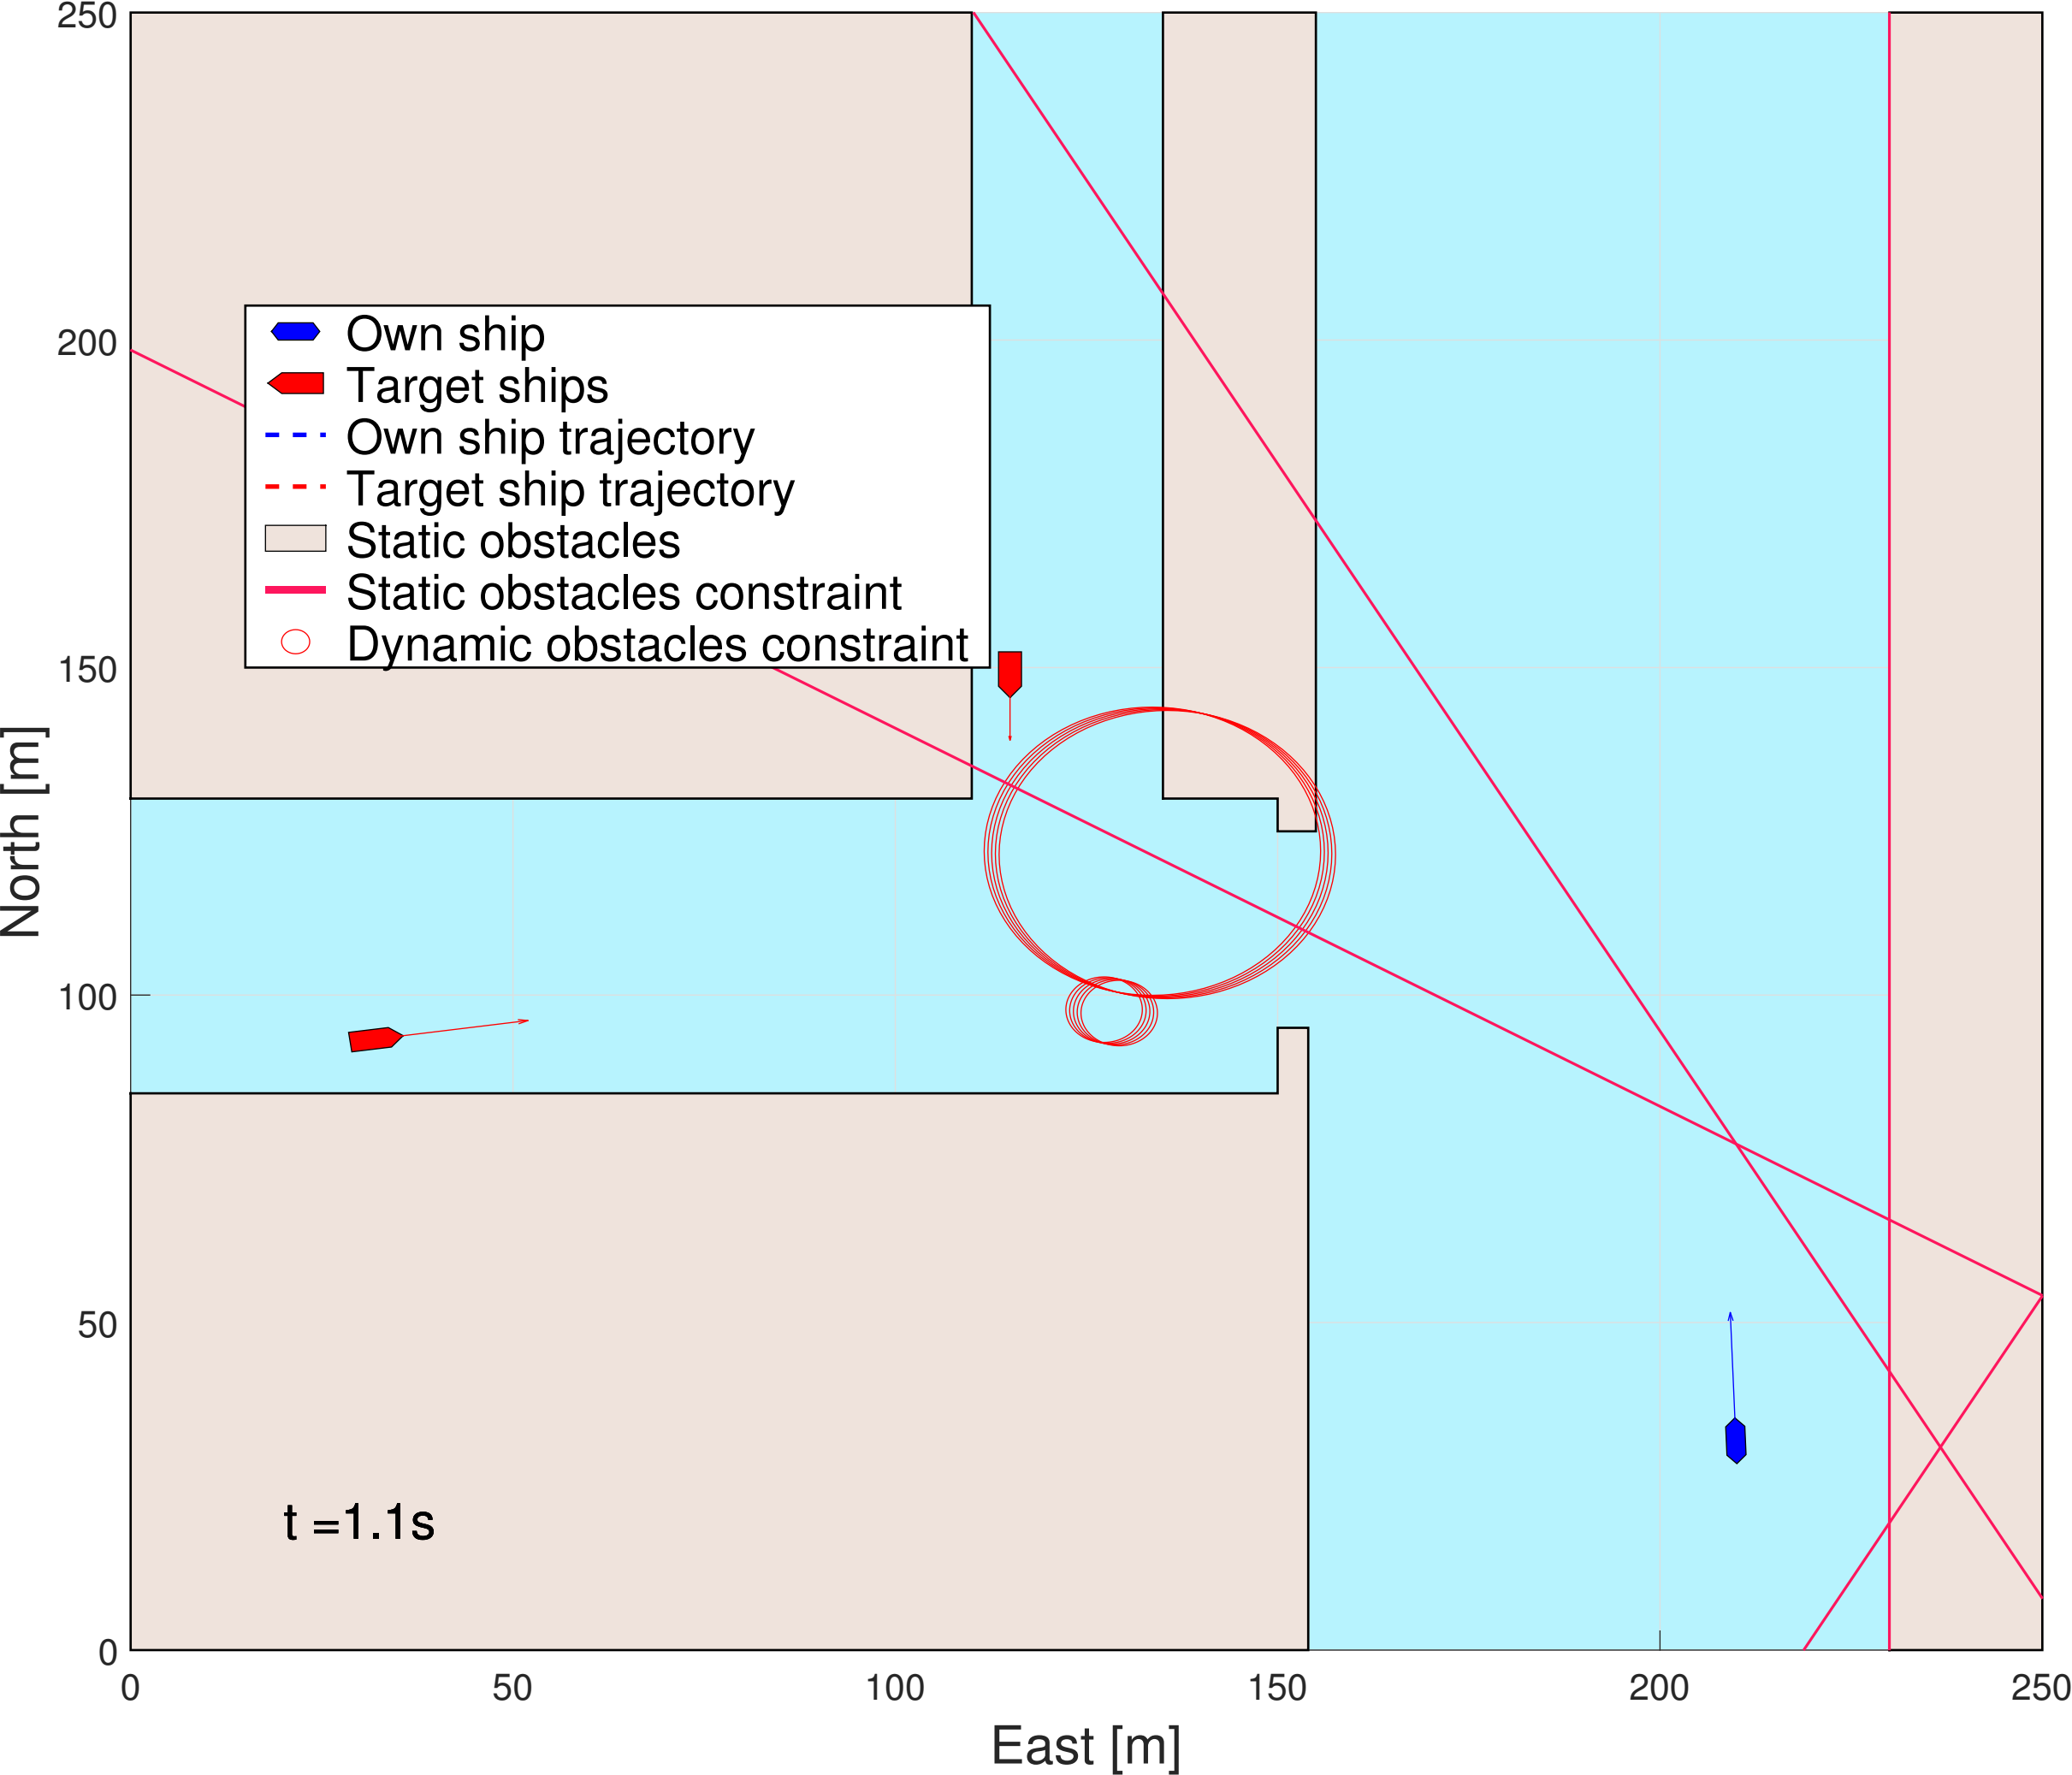 250
200
150
100
50
0
North [m]
Own ship
Target ships
Own ship trajectory
Target ship trajectory
Static obstacles
Static obstacles constraint
Dynamic obstacles constraint
t =1.1s
0 50 100 150 200 250
East [m]